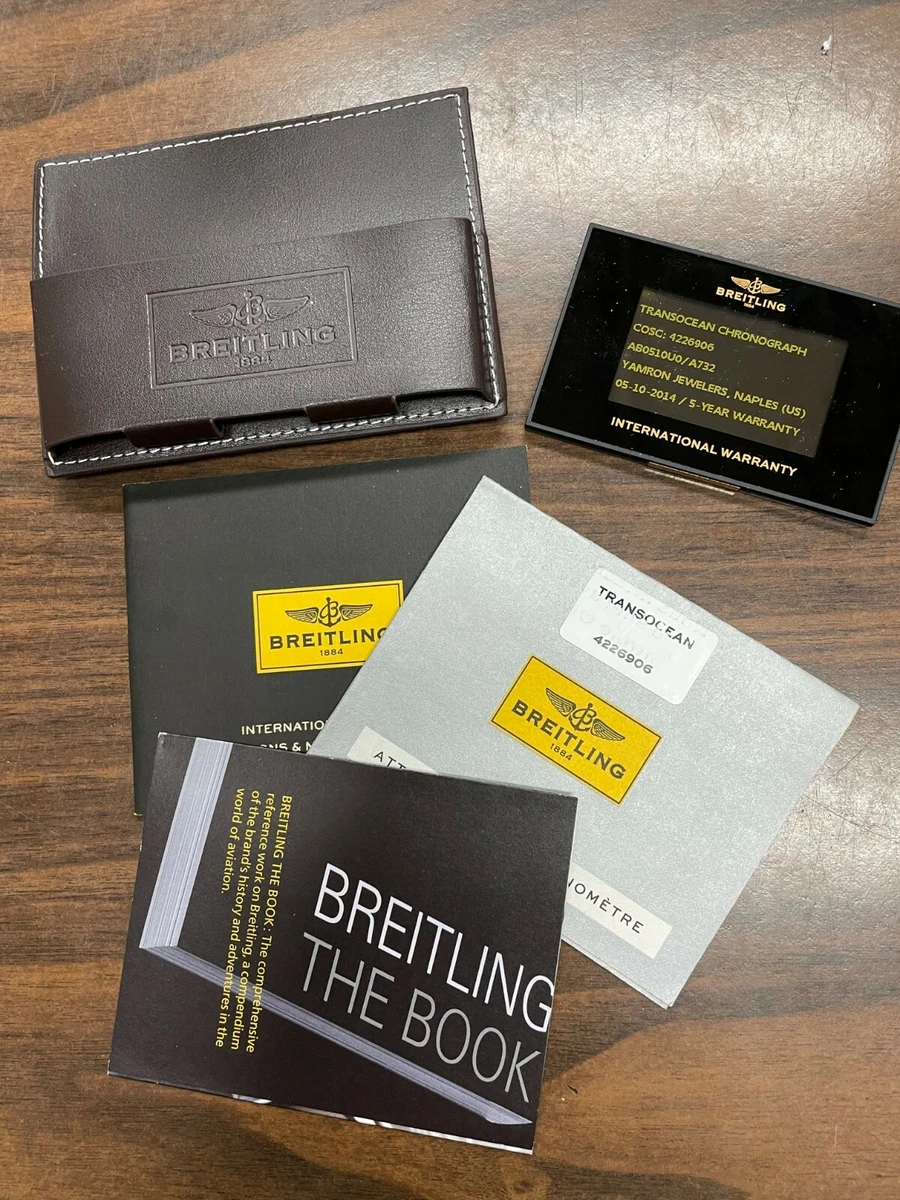 BREITLING
1884
BREITLING
TRANSOCEAN CHRONOGRAPH
COSC: 4226906
AB0510U0/A732
YAMRON JEWELERS, NAPLES (US)
05-10-2014 / 5-YEAR WARRANTY
INTERNATIONAL WARRANTY
BREITLING
1884
INTERNATIO
NS & 
TRANSOCEAN
4226906
BREITLING
1884
ATT
NOMÈTRE
BREITLING THE BOOK : The comprehensive
reference work on Breitling, a compendium
of the brand's history and adventures in the
world of aviation.
BREITLING
THE BOOK